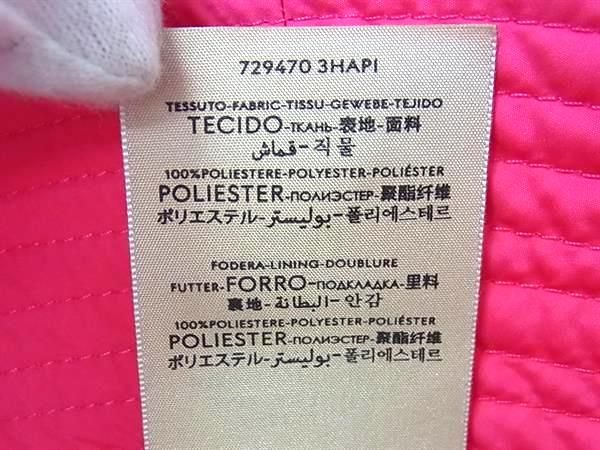 729470 3HAPI
TESSUTO-FABRIC-TISSU-GEWEBE-TEJIDO
TECIDO-ТКАНЬ-表地-面料
قماش-직물
100%POLIESTERE-POLYESTER-POLIÉSTER
POLIESTER-ПОЛИЭСТЕР-聚酯纤维
ポリエステル-بوليستر-폴리에스테르
FODERA-LINING-DOUBLURE
FUTTER-FORRO-ПОДКЛАДКА-里料
裏地-البطانة-안감
100%POLIESTERE-POLYESTER-POLIÉSTER
POLIESTER-ПОЛИЭСТЕР-聚酯纤维
ポリエステル-بوليستر-폴리에스테르